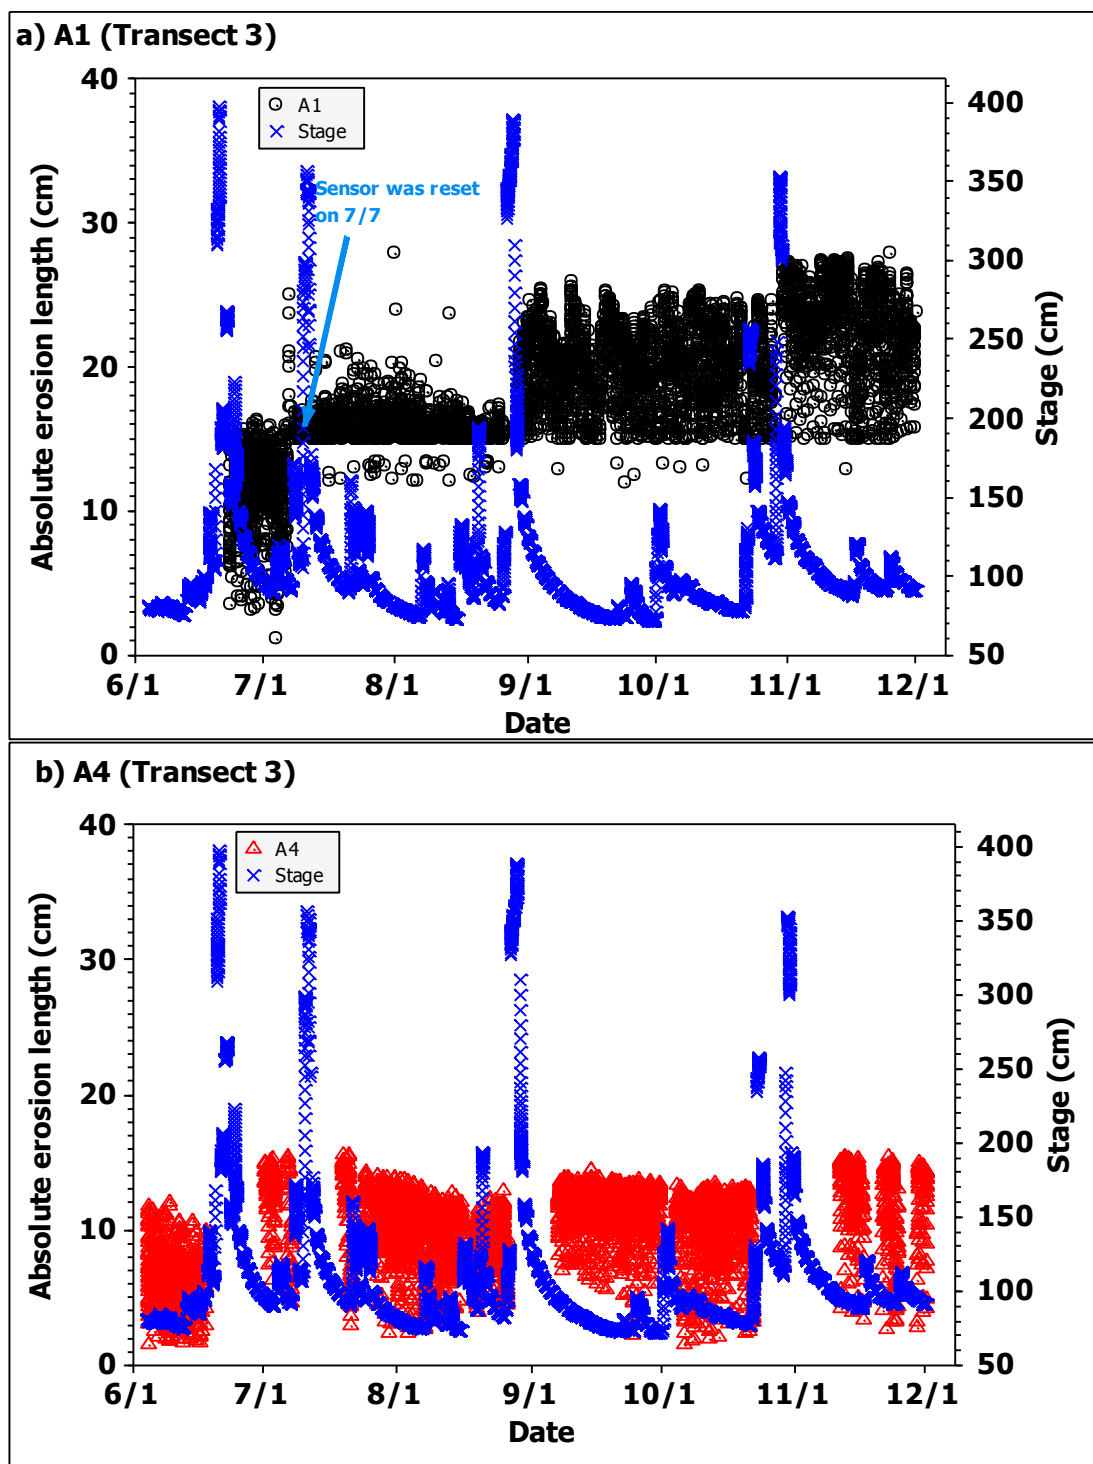 a) A1 (Transect 3)
40
30
20
10
0
Absolute erosion length (cm)
A1
Stage
Sensor was reset
on 7/7
400
350
300
250
200
150
100
50
Stage (cm)
6/1 7/1 8/1 9/1 10/1 11/1 12/1
Date
b) A4 (Transect 3)
40
30
20
10
0
Absolute erosion length (cm)
A4
Stage
400
350
300
250
200
150
100
50
Stage (cm)
6/1 7/1 8/1 9/1 10/1 11/1 12/1
Date